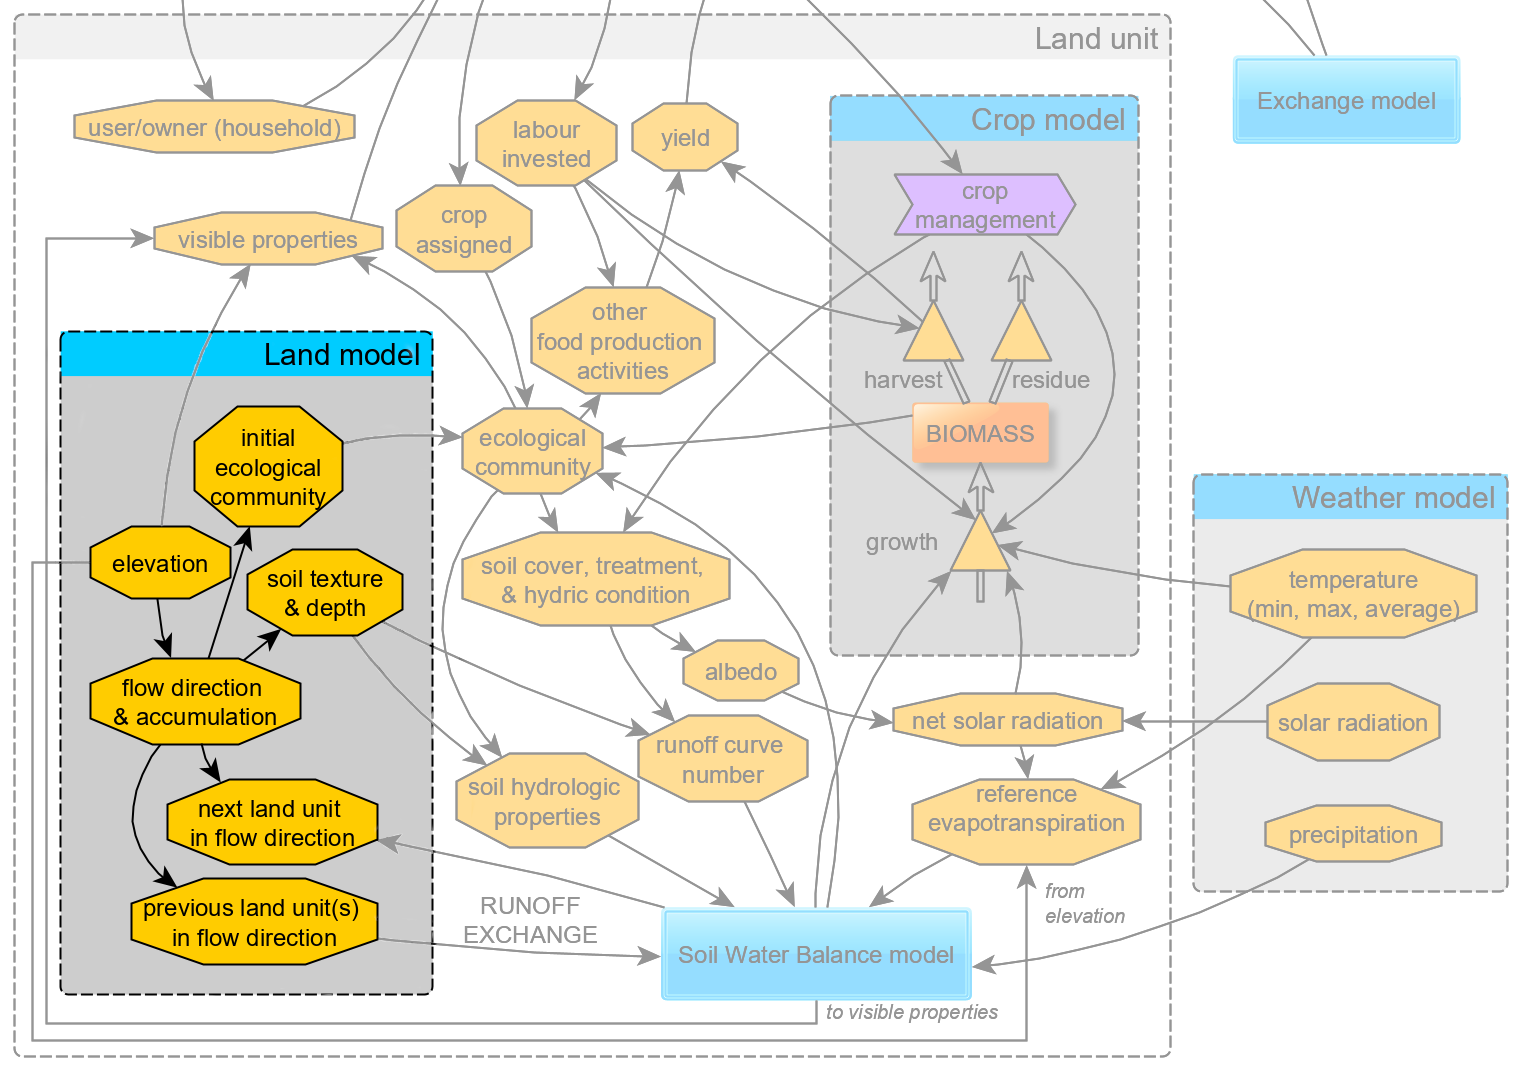 Land unit
Exchange model
user/owner (household)
labour
invested
yield
Crop model
crop
management
crop
assigned
visible properties
other
food production
activities
harvest
residue
BIOMASS
growth
Land model
initial
ecological
community
ecological
community
elevation
soil texture
& depth
soil cover, treatment,
& hydric condition
Weather model
temperature
(min, max, average)
flow direction
& accumulation
albedo
net solar radiation
solar radiation
runoff curve
number
soil hydrologic
properties
reference
evapotranspiration
precipitation
next land unit
in flow direction
previous land unit(s)
in flow direction
RUNOFF
EXCHANGE
from
elevation
Soil Water Balance model
to visible properties